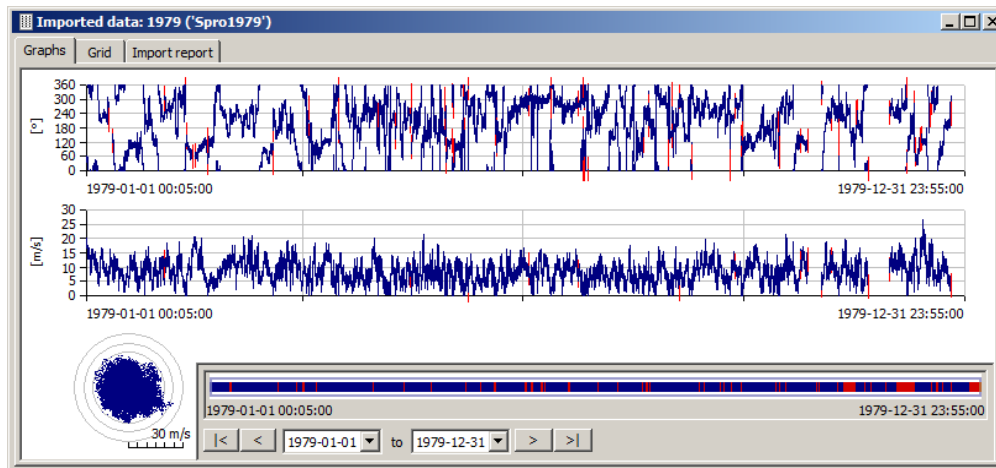 Imported data: 1979 ('Spro1979')
Graphs Grid Import report
360
300
240
180
120
60
0
[°]
1979-01-01 00:05:00 1979-12-31 23:55:00
30
25
20
15
10
5
0
[m/s]
1979-01-01 00:05:00 1979-12-31 23:55:00
30 m/s
1979-01-01 00:05:00 1979-12-31 23:55:00
|< < 1979-01-01 to 1979-12-31 > >|